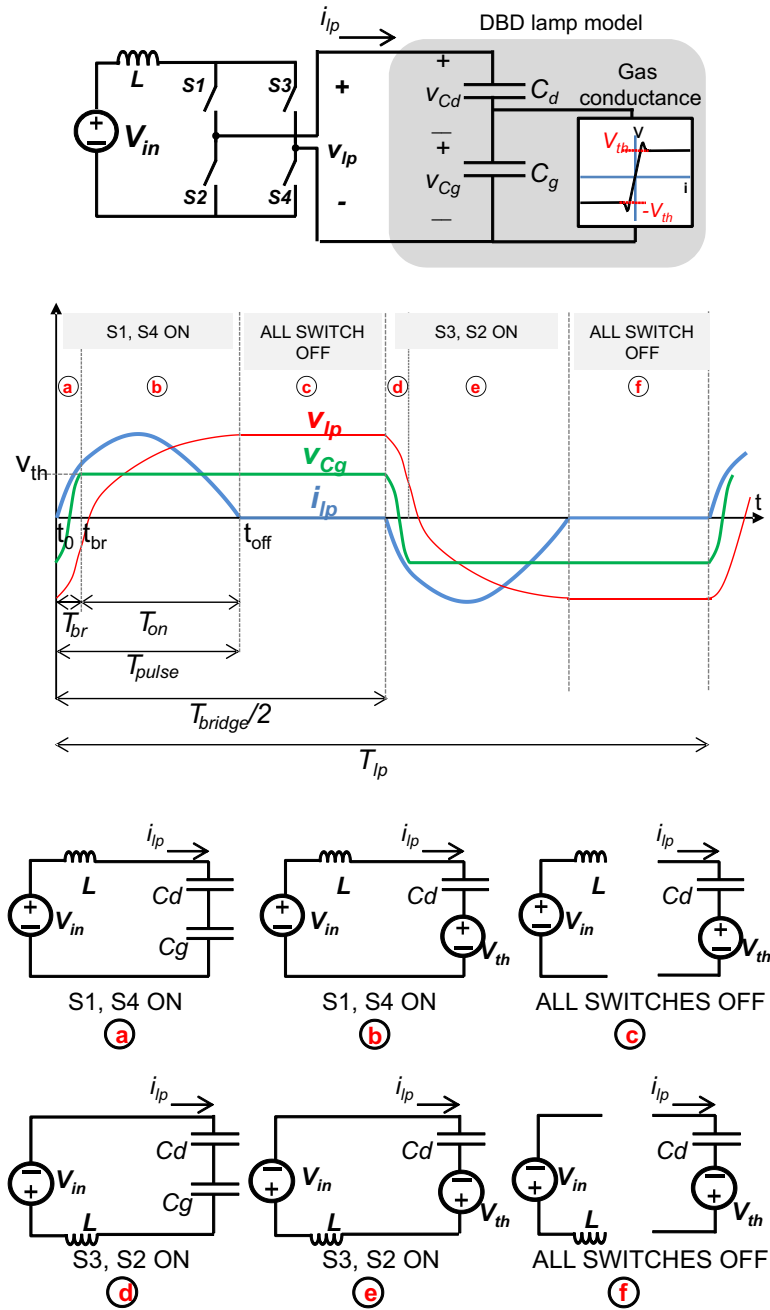 i_lp
DBD lamp model
L
S1
S3
+
+
v_Cd
C_d
Gas
conductance
V_in
v_lp
—
+
v
V_th
S2
S4
v_Cg
C_g
i
-
—
-V_th
S1, S4 ON
ALL SWITCH
OFF
S3, S2 ON
ALL SWITCH
OFF
a
b
c
d
e
f
v_lp
v_th
v_Cg
i_lp
t
t_0
t_br
t_off
T_br
T_on
T_pulse
T_bridge/2
T_lp
i_lp
i_lp
i_lp
L
Cd
L
Cd
L
Cd
V_in
Cg
V_in
V_th
V_in
V_th
S1, S4 ON
S1, S4 ON
ALL SWITCHES OFF
a
b
c
i_lp
i_lp
i_lp
Cd
Cd
Cd
V_in
Cg
V_in
V_th
V_in
V_th
L
L
L
S3, S2 ON
S3, S2 ON
ALL SWITCHES OFF
d
e
f